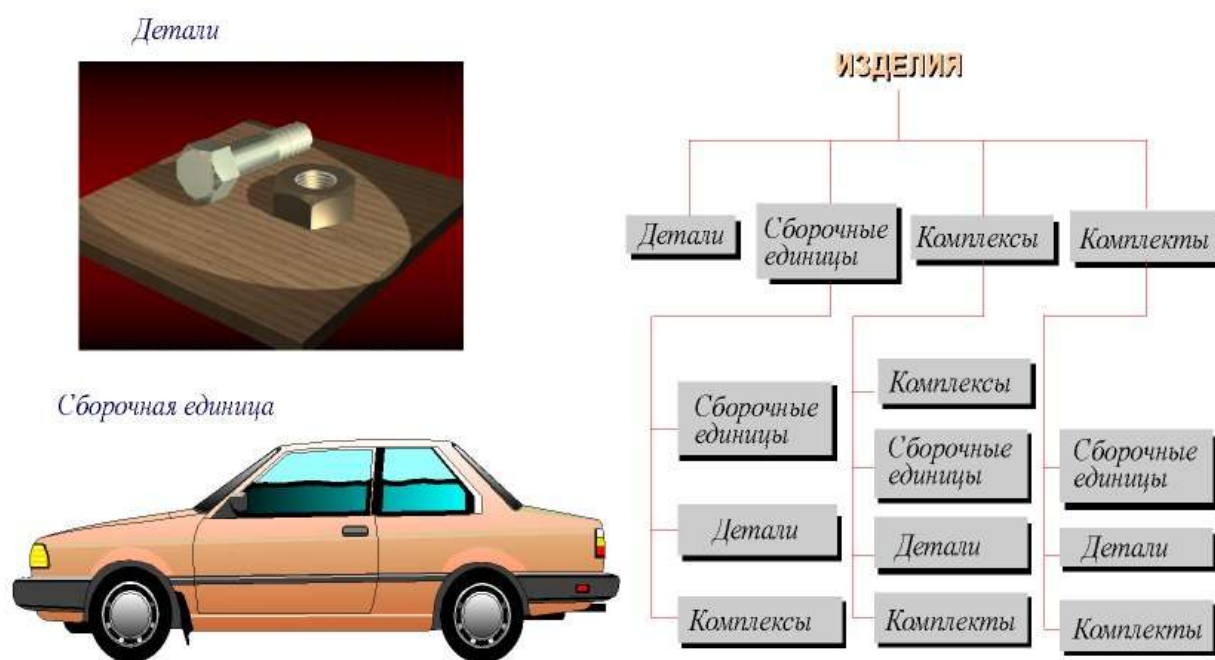 Детали
Сборочная единица
ИЗДЕЛИЯ
Детали
Сборочные
единицы
Комплексы
Комплекты
Сборочные
единицы
Детали
Комплексы
Комплексы
Сборочные
единицы
Детали
Комплекты
Сборочные
единицы
Детали
Комплекты